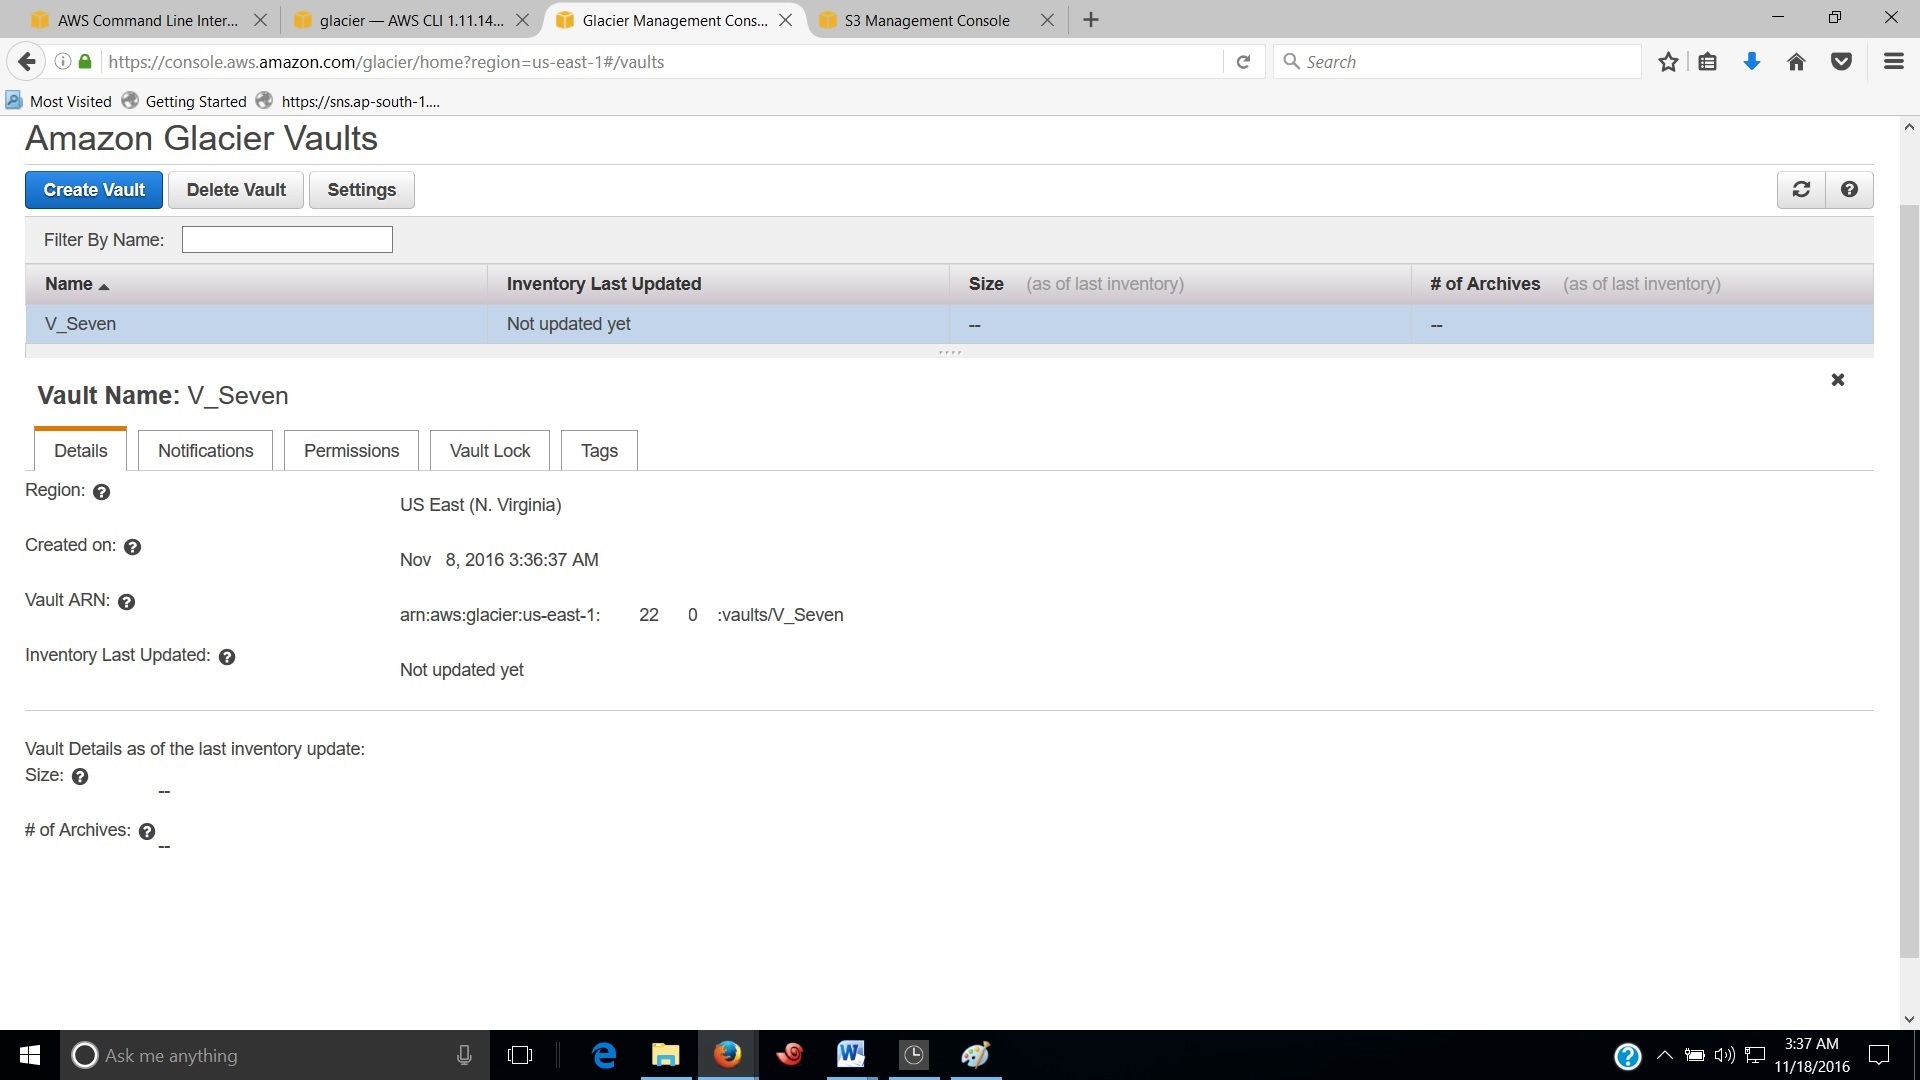 AWS Command Line Inter...
glacier — AWS CLI 1.11.14...
Glacier Management Cons...
S3 Management Console
https://console.aws.amazon.com/glacier/home?region=us-east-1#/vaults
Search
Most Visited
Getting Started
https://sns.ap-south-1....
Amazon Glacier Vaults
Create Vault
Delete Vault
Settings
Filter By Name:
Name
Inventory Last Updated
Size (as of last inventory)
# of Archives (as of last inventory)
V_Seven
Not updated yet
--
--
Vault Name: V_Seven
Details
Notifications
Permissions
Vault Lock
Tags
Region:
US East (N. Virginia)
Created on:
Nov 8, 2016 3:36:37 AM
Vault ARN:
arn:aws:glacier:us-east-1: 22 0 :vaults/V_Seven
Inventory Last Updated:
Not updated yet
Vault Details as of the last inventory update:
Size:
--
# of Archives:
--
Ask me anything
3:37 AM
11/18/2016